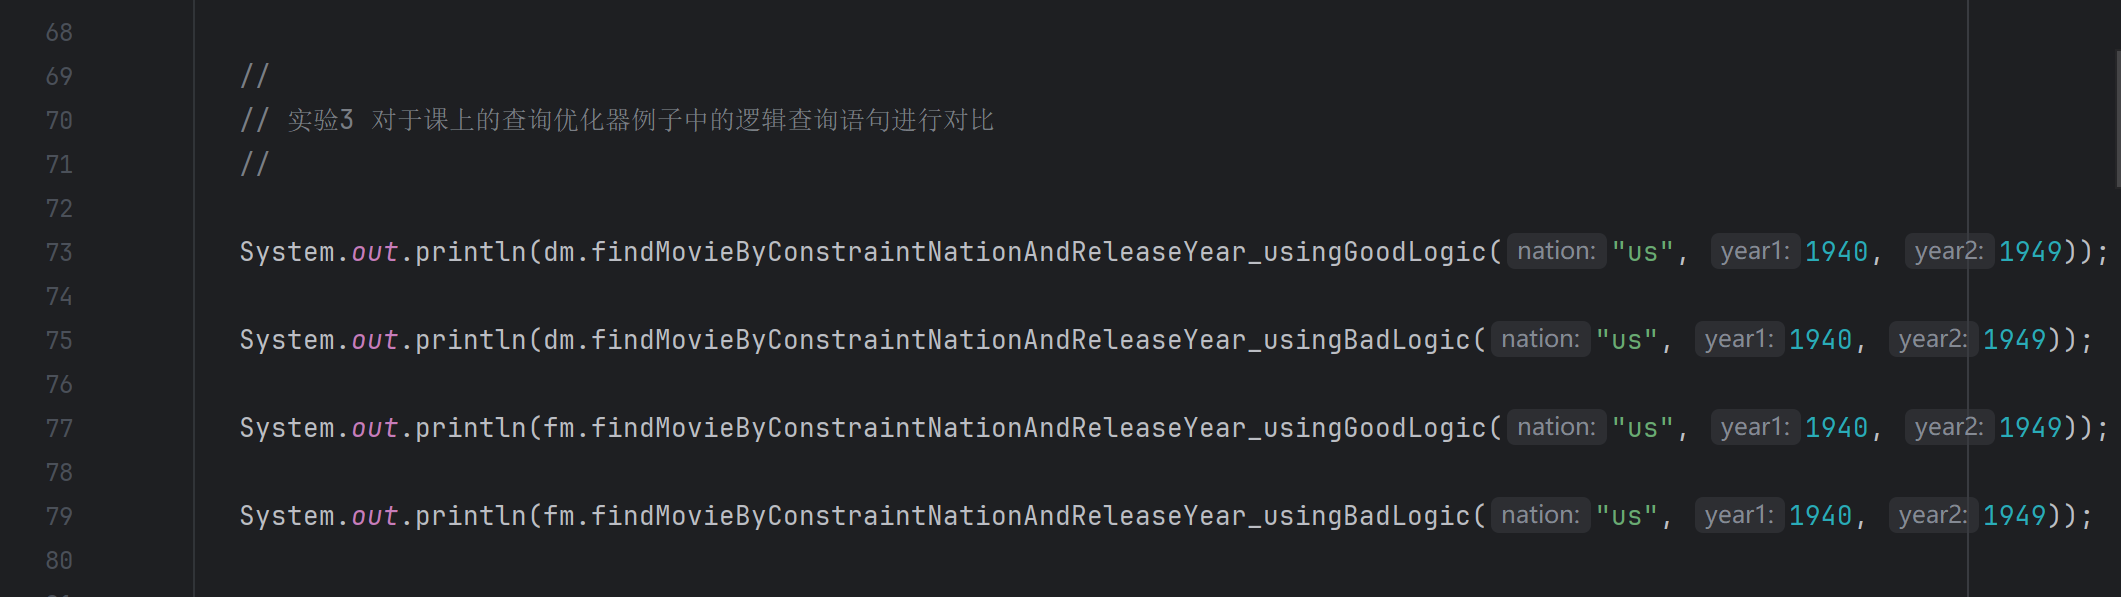 68
69 //
70 // 实验3 对于课上的查询优化器例子中的逻辑查询语句进行对比
71 //
72
73 System.out.println(dm.findMovieByConstraintNationAndReleaseYear_usingGoodLogic( nation: "us", year1: 1940, year2: 1949));
74
75 System.out.println(dm.findMovieByConstraintNationAndReleaseYear_usingBadLogic( nation: "us", year1: 1940, year2: 1949));
76
77 System.out.println(fm.findMovieByConstraintNationAndReleaseYear_usingGoodLogic( nation: "us", year1: 1940, year2: 1949));
78
79 System.out.println(fm.findMovieByConstraintNationAndReleaseYear_usingBadLogic( nation: "us", year1: 1940, year2: 1949));
80